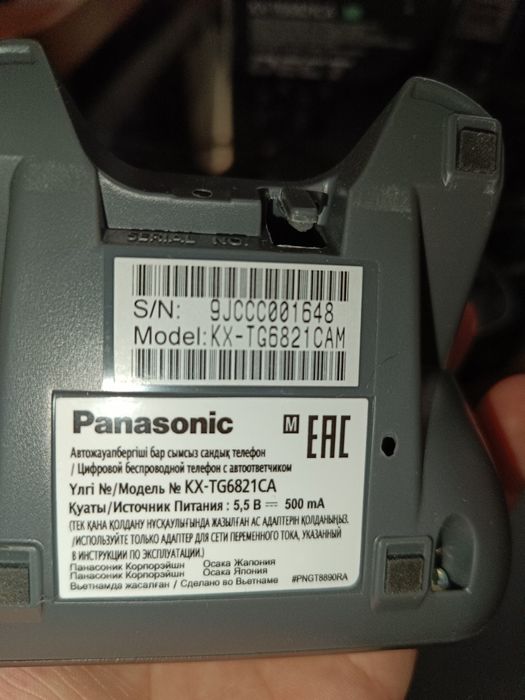 SERIAL NO.
S/N: 9JCCC001648
Model:KX-TG6821CAM
Panasonic M EAC
Автожауапбергіші бар сымсыз сандық телефон
/ Цифровой беспроводной телефон с автоответчиком
Үлгі №/Модель № KX-TG6821CA
Қуаты/Источник Питания : 5,5 В ⎓ 500 mA
(ТЕК ҚАНА ҚОЛДАНУ НҰСҚАУЛЫҒЫНДА ЖАЗЫЛҒАН АС АДАПТЕРІН ҚОЛДАНЫҢЫЗ.
/ИСПОЛЬЗУЙТЕ ТОЛЬКО АДАПТЕР ДЛЯ СЕТИ ПЕРЕМЕННОГО ТОКА, УКАЗАННЫЙ
В ИНСТРУКЦИИ ПО ЭКСПЛУАТАЦИИ.)
Панасоник Корпорэйшн Осака Жапония
Панасоник Корпорэйшн Осака Япония
Вьетнамда жасалған / Сделано во Вьетнаме #PNGT8890RA